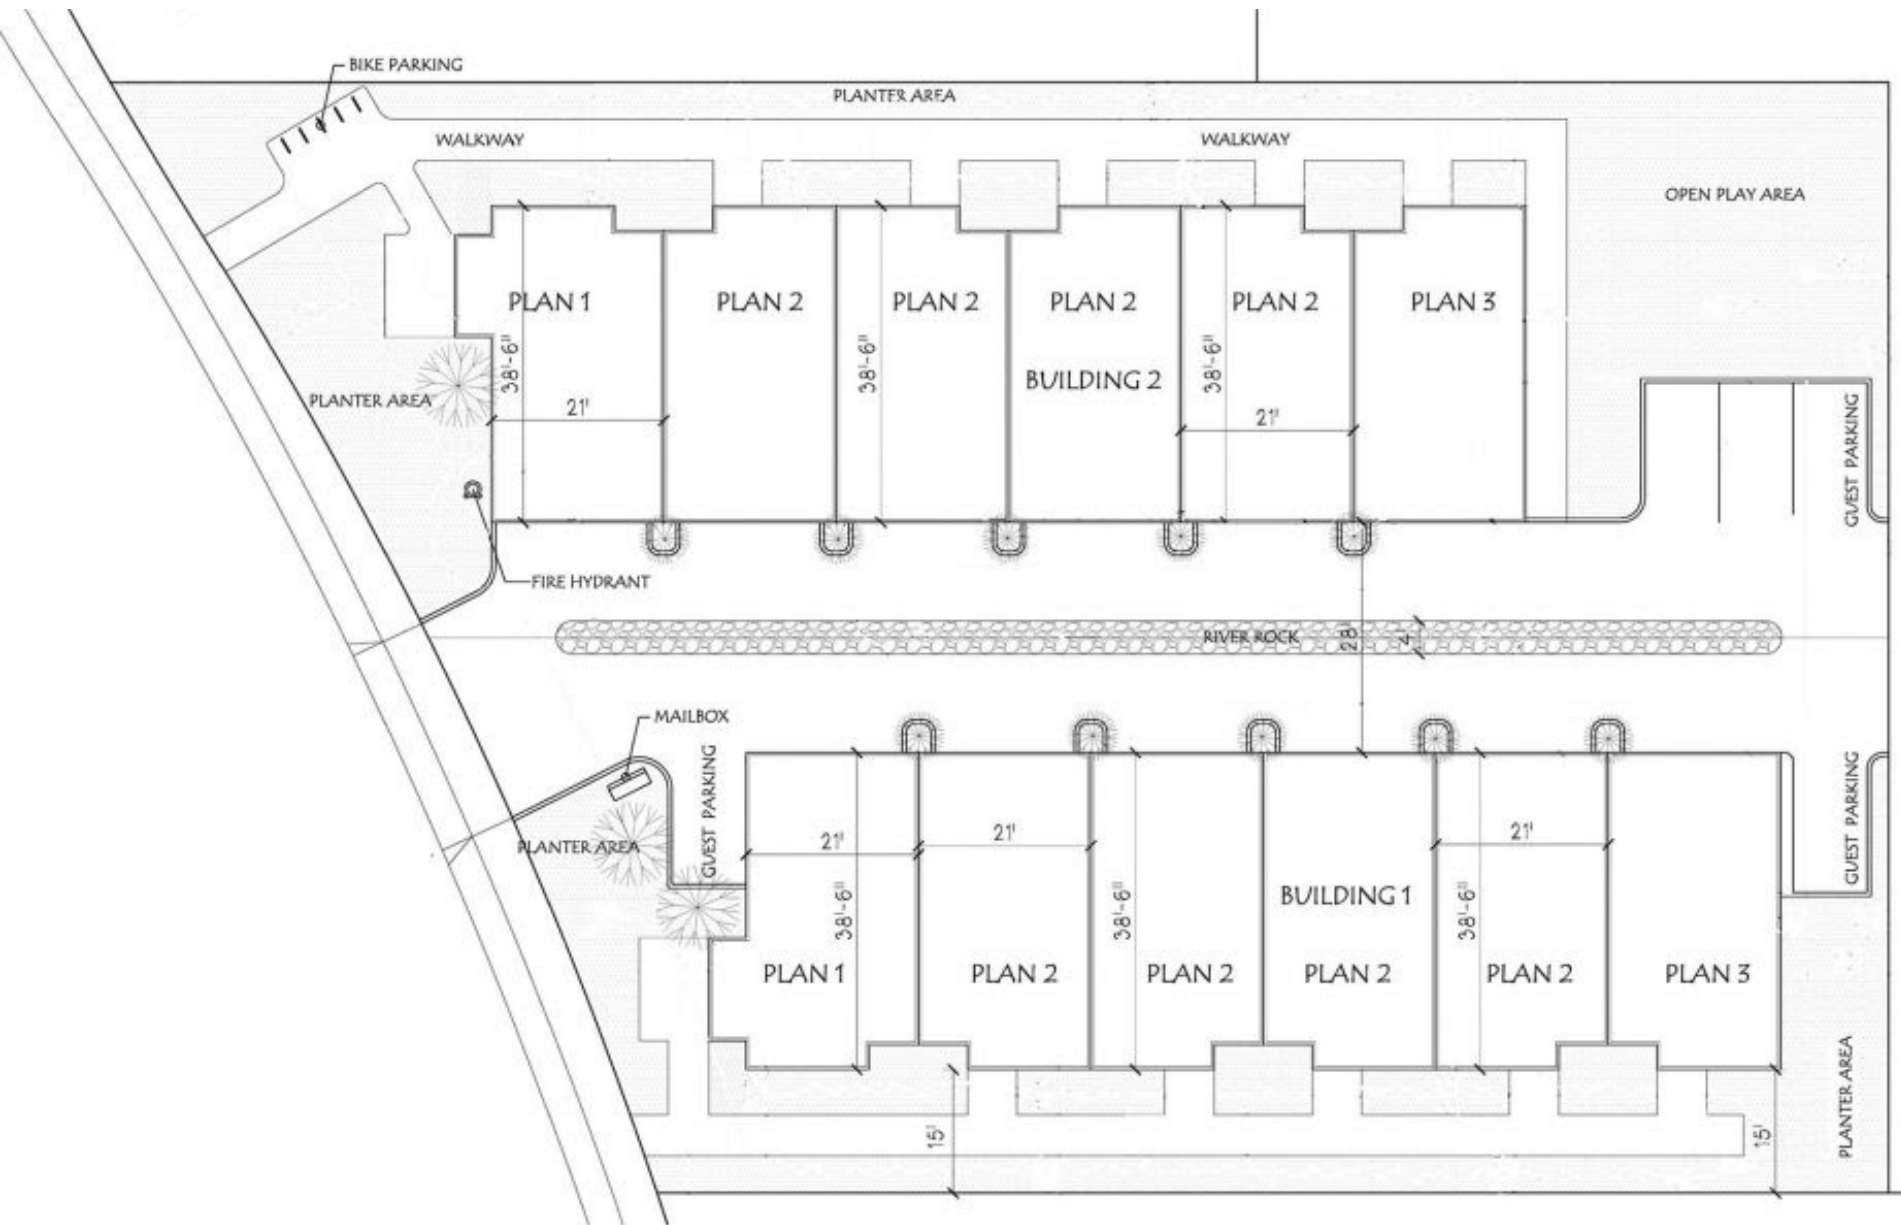 BIKE PARKING
PLANTER AREA
WALKWAY
WALKWAY
OPEN PLAY AREA
PLAN 1
PLAN 2
PLAN 2
PLAN 2
PLAN 2
PLAN 3
38'-6"
38'-6"
38'-6"
BUILDING 2
PLANTER AREA
21'
21'
GUEST PARKING
FIRE HYDRANT
RIVER ROCK
28'
4'
MAILBOX
GUEST PARKING
GUEST PARKING
PLANTER AREA
21'
21'
21'
38'-6"
38'-6"
38'-6"
BUILDING 1
PLAN 1
PLAN 2
PLAN 2
PLAN 2
PLAN 2
PLAN 3
PLANTER AREA
15'
15'